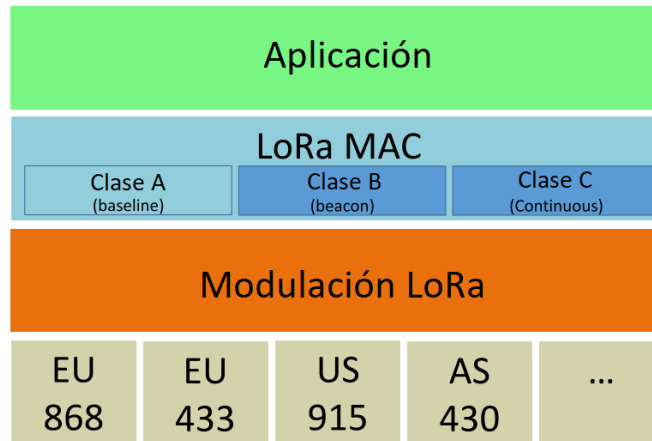 Aplicación
LoRa MAC
Clase A
(baseline)
Clase B
(beacon)
Clase C
(Continuous)
Modulación LoRa
EU
868
EU
433
US
915
AS
430
...